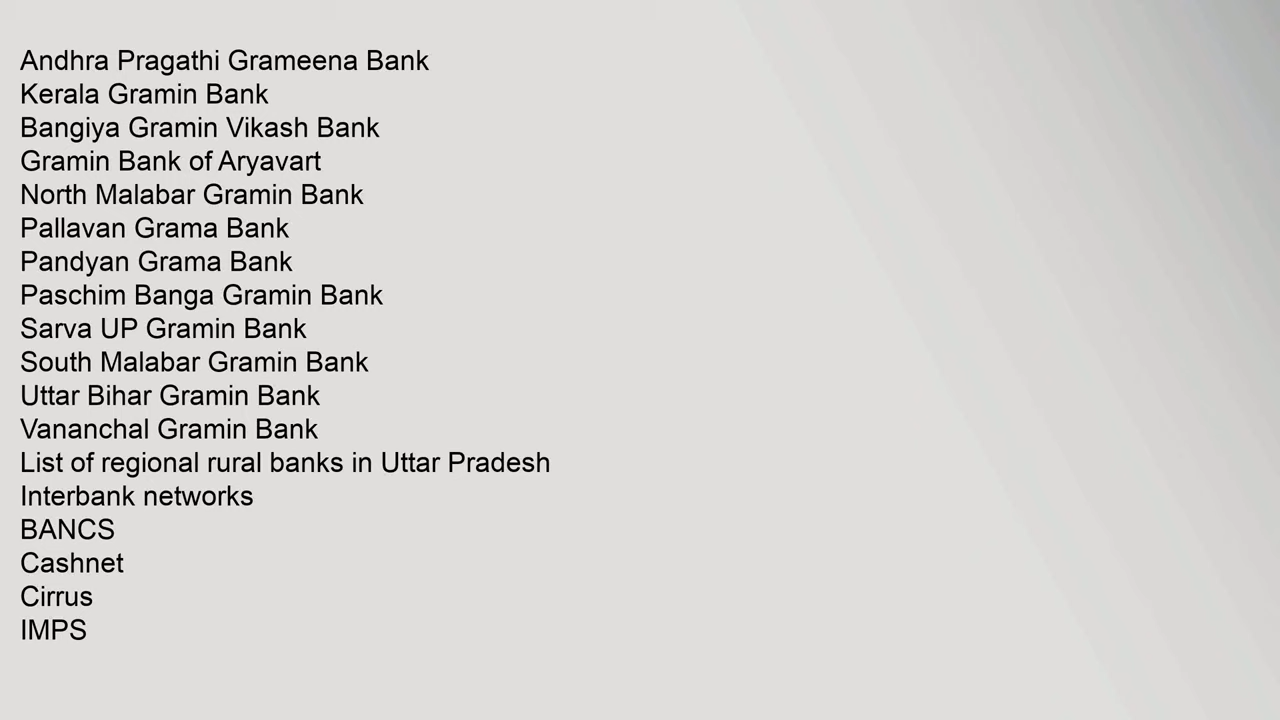 Andhra Pragathi Grameena Bank
Kerala Gramin Bank
Bangiya Gramin Vikash Bank
Gramin Bank of Aryavart
North Malabar Gramin Bank
Pallavan Grama Bank
Pandyan Grama Bank
Paschim Banga Gramin Bank
Sarva UP Gramin Bank
South Malabar Gramin Bank
Uttar Bihar Gramin Bank
Vananchal Gramin Bank
List of regional rural banks in Uttar Pradesh
Interbank networks
BANCS
Cashnet
Cirrus
IMPS